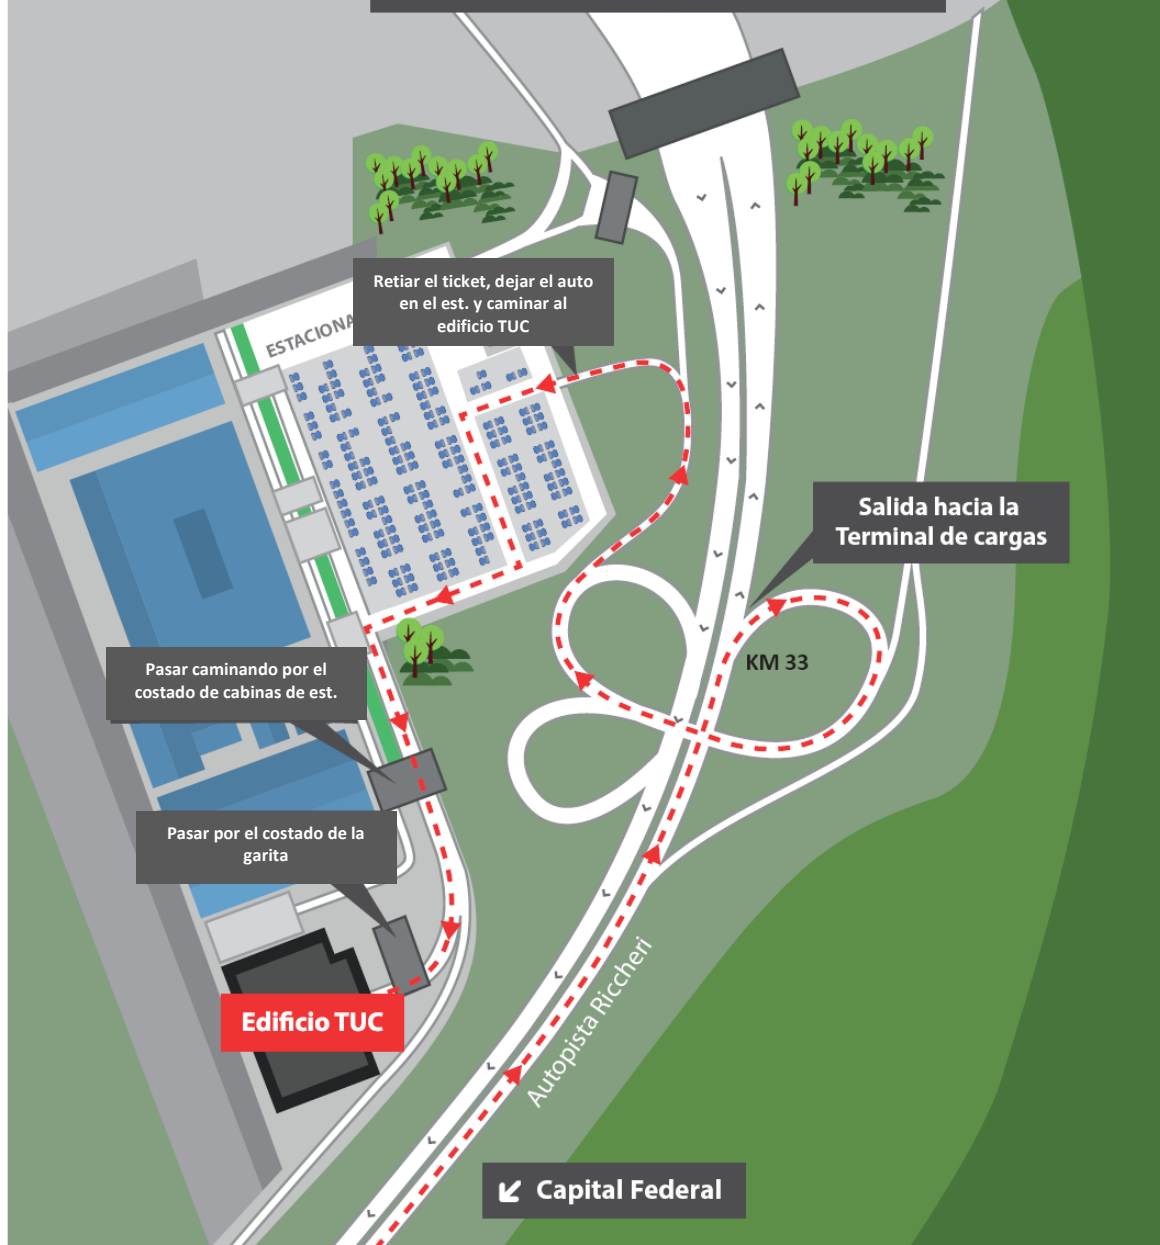 Retiar el ticket, dejar el auto
en el est. y caminar al
edificio TUC
ESTACIONA
Salida hacia la
Terminal de cargas
KM 33
Pasar caminando por el
costado de cabinas de est.
Pasar por el costado de la
garita
Edificio TUC
Autopista Riccheri
Capital Federal